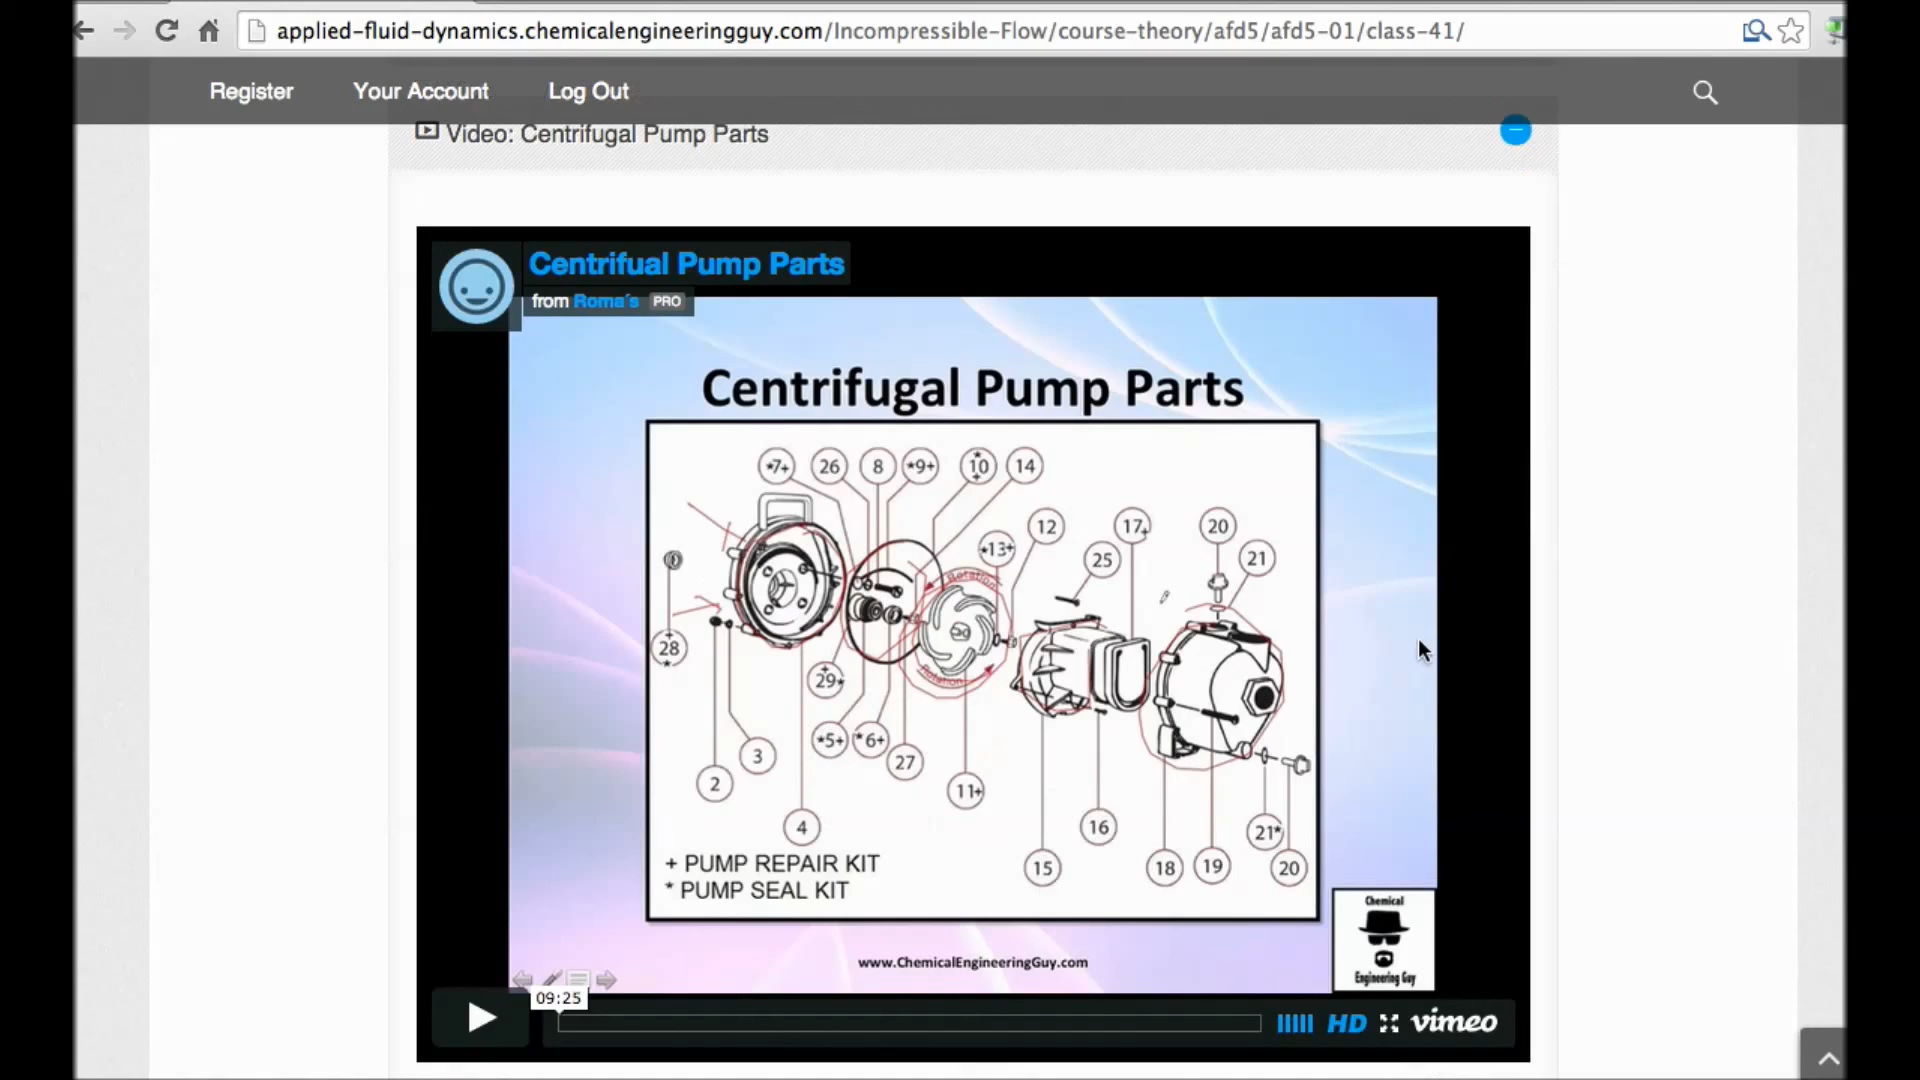 applied-fluid-dynamics.chemicalengineeringguy.com/Incompressible-Flow/course-theory/afd5/afd5-01/class-41/
Register Your Account Log Out
Video: Centrifugal Pump Parts
Centrifual Pump Parts
from Roma´s PRO
Centrifugal Pump Parts
*7+ 26 8 *9+ *10+ 14
12 17+ 20
*13+ 25 21
Rotation
+28*
Rotation
+29*
*5+ *6+
3 27
2 11+
4 16 21*
+ PUMP REPAIR KIT
15 18 19 20
* PUMP SEAL KIT
Chemical
Engineering Guy
www.ChemicalEngineeringGuy.com
09:25
HD vimeo